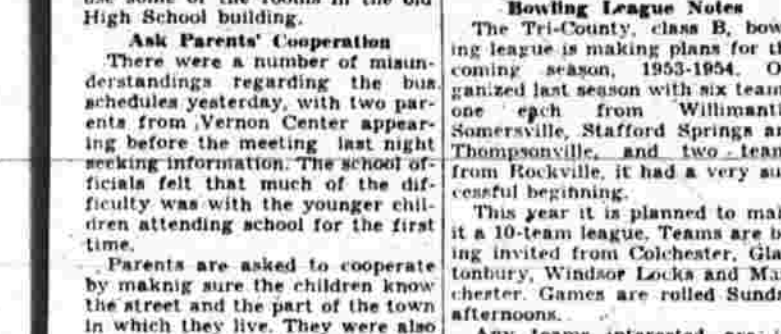 High School building.
Ask Parents' Cooperation
There were a number of misun-
derstandings regarding the bus
schedules yesterday, with two par-
ents from Vernon Center appear-
ing before the meeting last night
seeking information. The school of-
ficials felt that much of the dif-
ficulty was with the younger chil-
dren attending school for the first
time.
Parents are asked to cooperate
by maknig sure the children know
the street and the part of the town
in which they live. They were also
Bowling League Notes
The Tri-County, class B, bow
ing league is making plans for t
coming season, 1953-1954. O
ganized last season with six team
one each from Willimant
Somersville, Stafford Springs a
Thompsonville, and two team
from Rockville, it had a very su
cessful beginning.
This year it is planned to ma
it a 10-team league. Teams are b
ing invited from Colchester, Gla
tonbury, Windsor Locks and Ma
chester. Games are rolled Sund
afternoons.